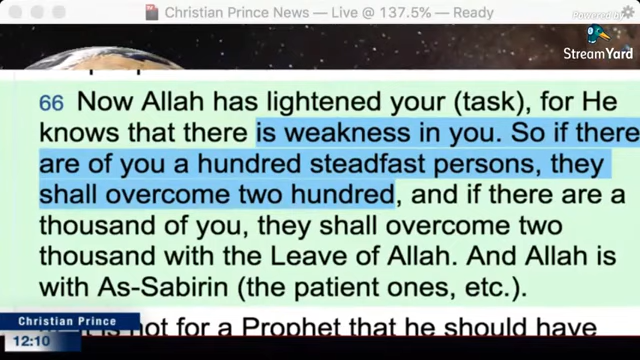 Christian Prince News — Live @ 137.5% — Ready
Powered by
StreamYard
66 Now Allah has lightened your (task), for He
knows that there is weakness in you. So if there
are of you a hundred steadfast persons, they
shall overcome two hundred, and if there are a
thousand of you, they shall overcome two
thousand with the Leave of Allah. And Allah is
with As-Sabirin (the patient ones, etc.).
Christian Prince
is not for a Prophet that he should have
12:10